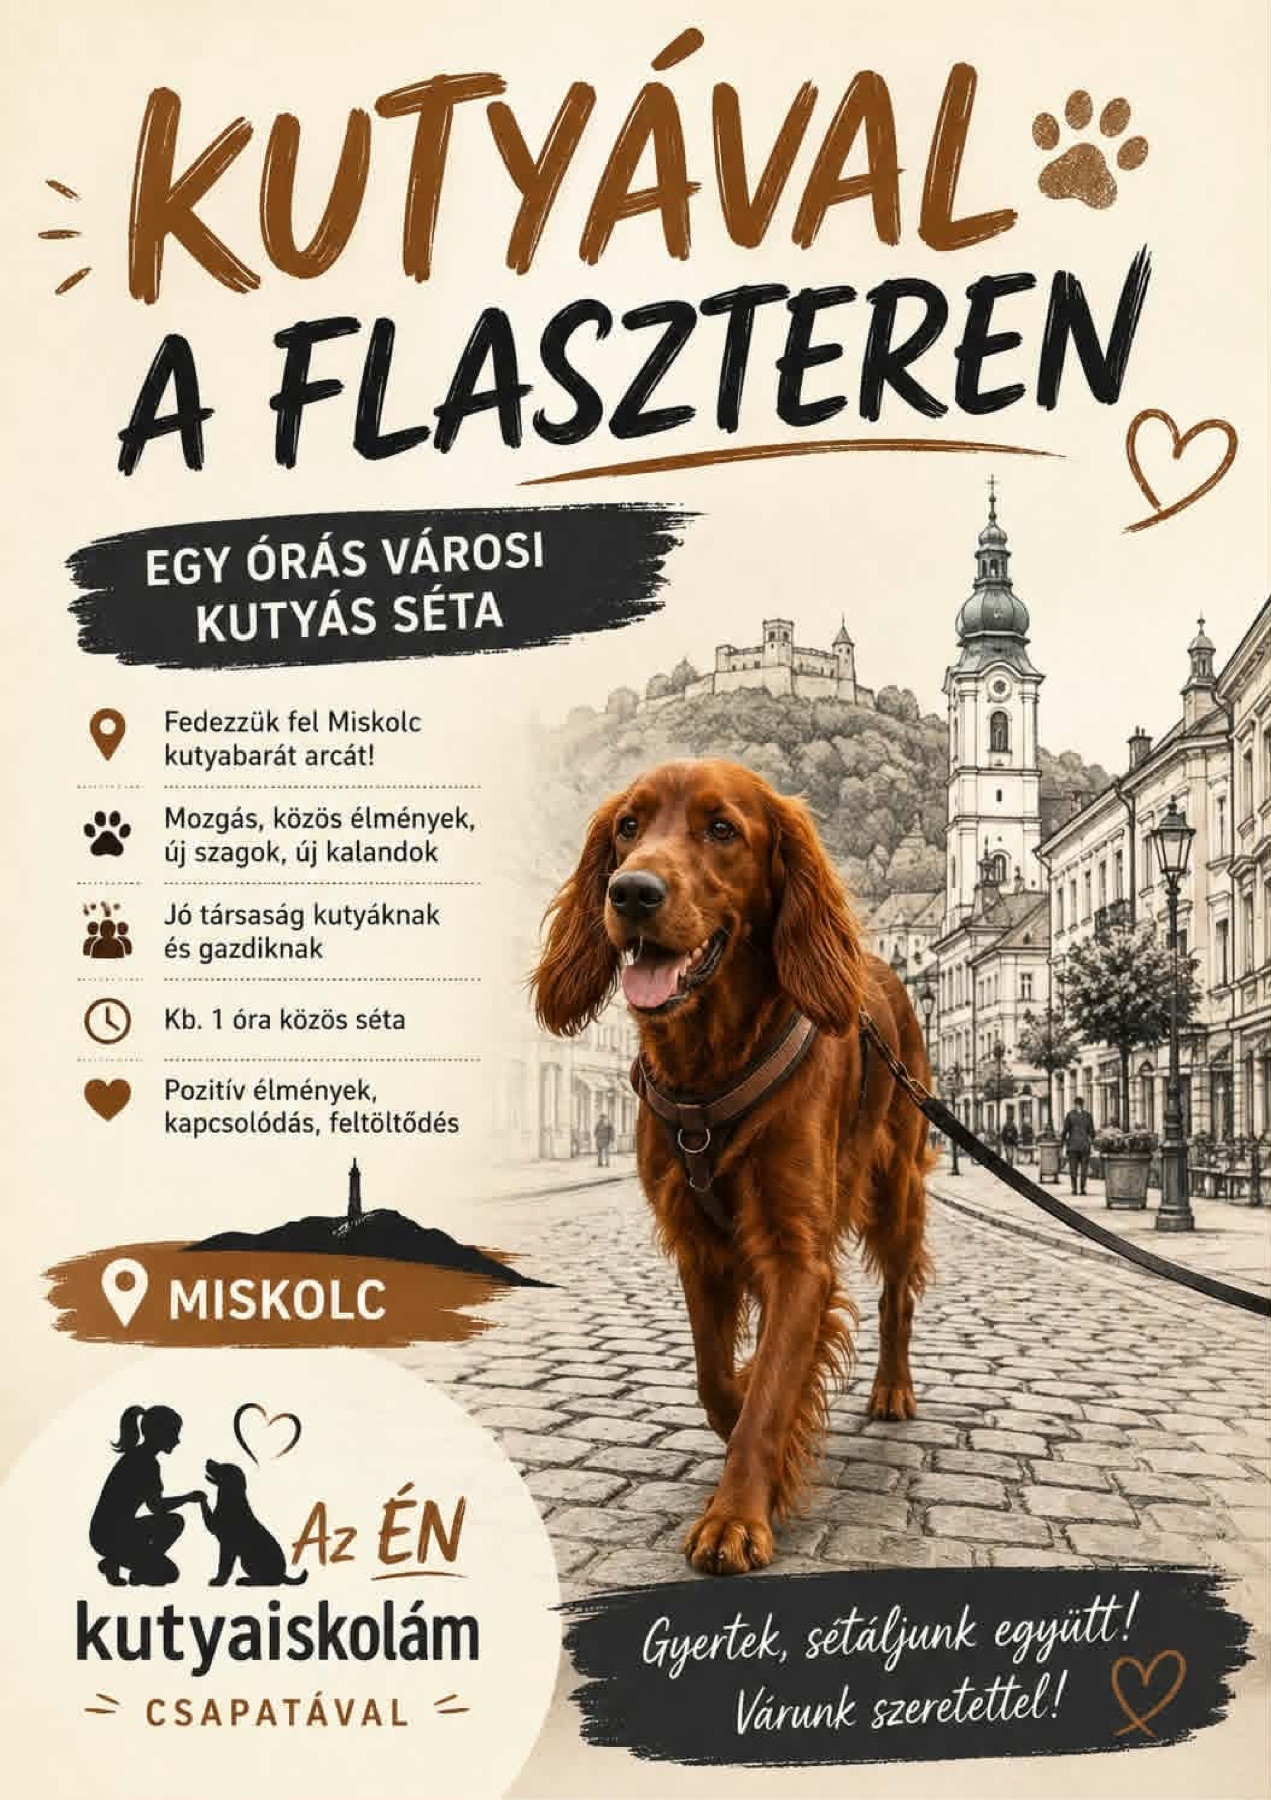 KUTYÁVAL
A FLASZTEREN
EGY ÓRÁS VÁROSI
KUTYÁS SÉTA
Fedezzük fel Miskolc
kutyabarát arcát!
Mozgás, közös élmények,
új szagok, új kalandok
Jó társaság kutyáknak
és gazdiknak
Kb. 1 óra közös séta
Pozitív élmények,
kapcsolódás, feltöltődés
MISKOLC
Az ÉN
kutyaiskolám
CSAPATÁVAL
Gyertek, sétáljunk együtt!
Várunk szeretettel!